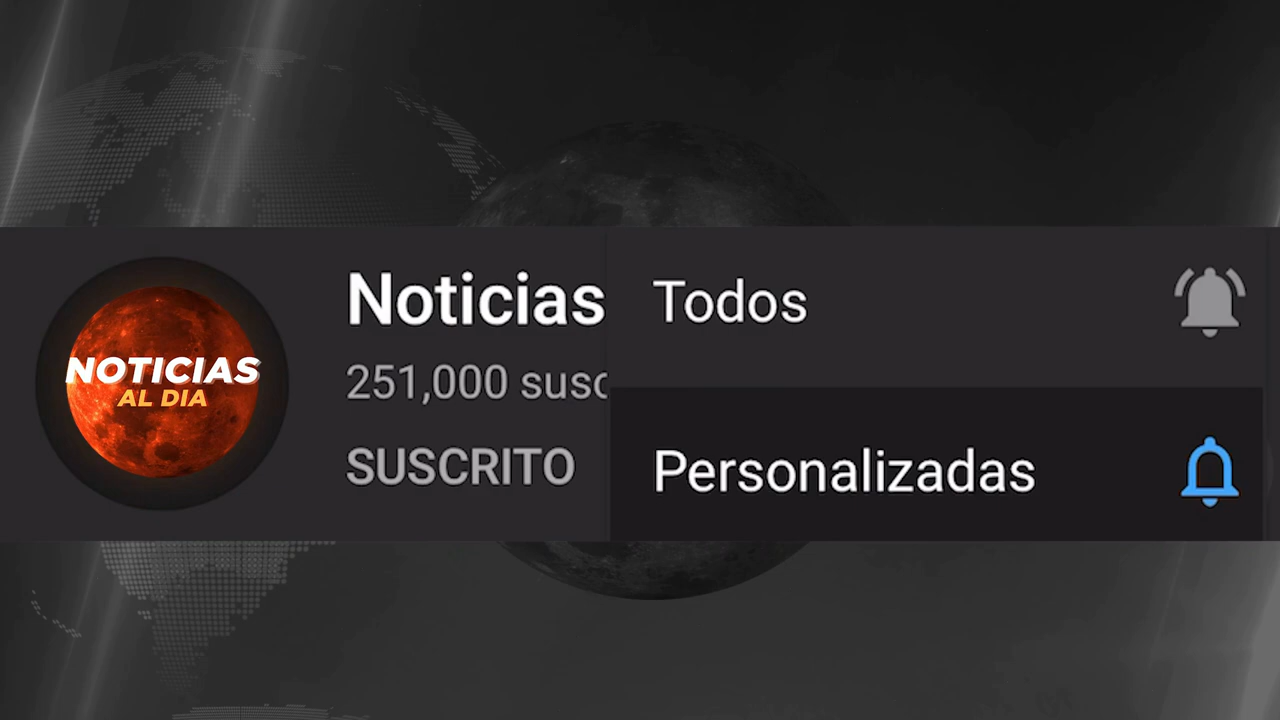 NOTICIAS
AL DIA
Noticias
251,000 susc
SUSCRITO
Todos
Personalizadas